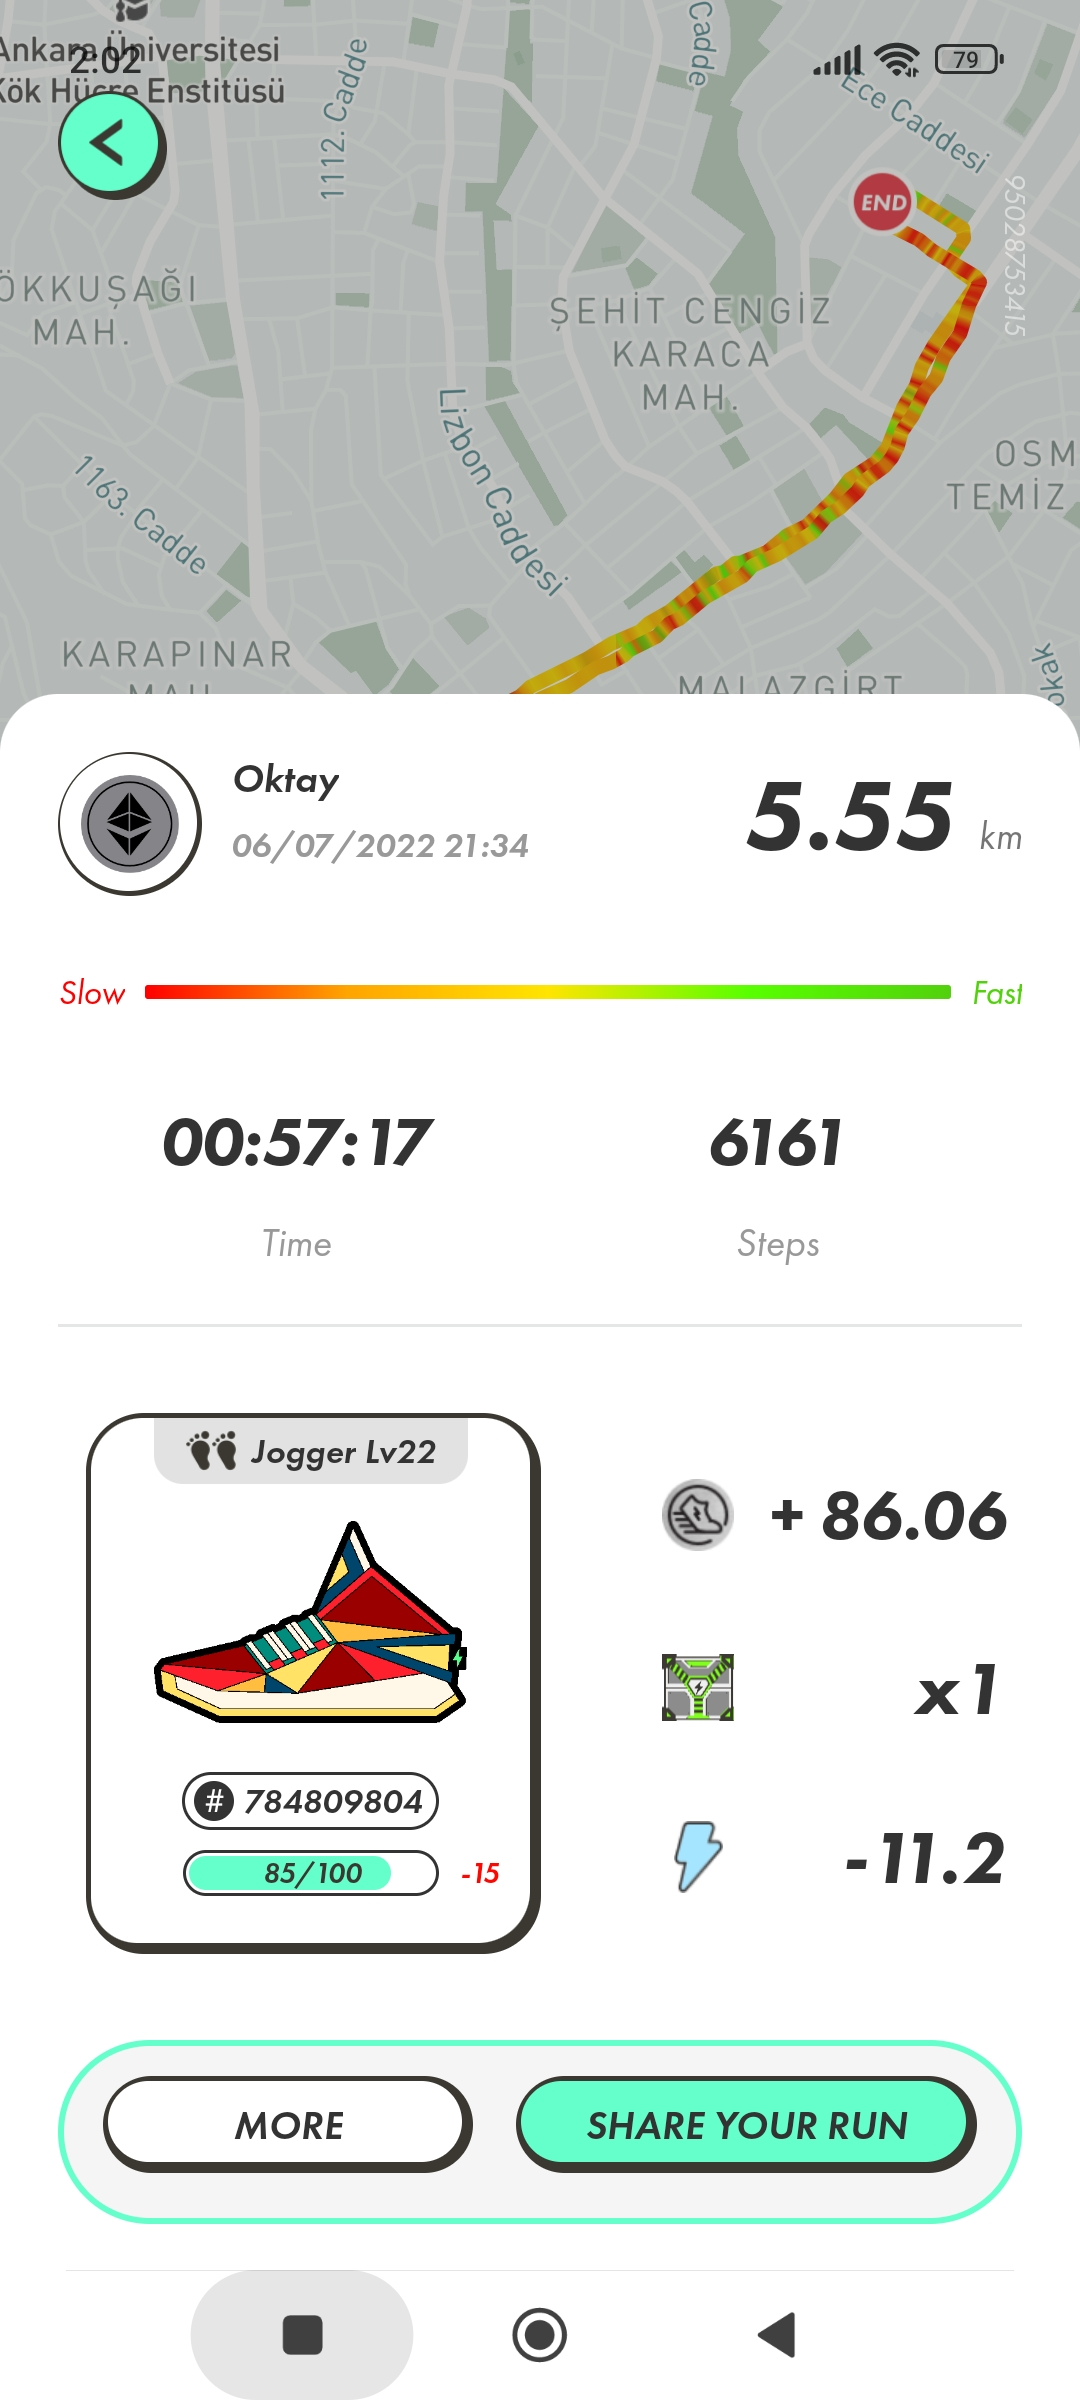 Ankara Üniversitesi
Kök Hücre Enstitüsü
2:02
79
1112. Cadde
Cadde
Ece Caddesi
END
95028753415
ÖKKUŞAĞI
MAH.
ŞEHİT CENGİZ
KARACA
MAH.
Lizbon Caddesi
1163. Cadde
OSM
TEMİZ
KARAPINAR
MAH.
MALAZGİRT
okak
Oktay
06/07/2022 21:34
5.55 km
Slow
Fast
00:57:17
6161
Time
Steps
Jogger Lv22
# 784809804
85/100
-15
+ 86.06
x1
-11.2
MORE
SHARE YOUR RUN